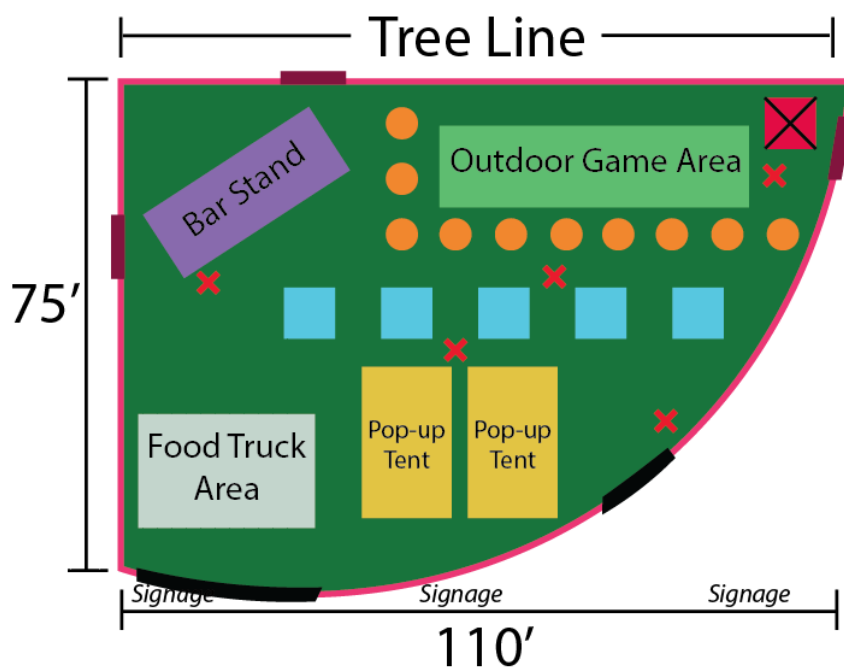 Tree Line
Bar Stand
Outdoor Game Area
75’
Food Truck
Area
Pop-up
Tent
Pop-up
Tent
Signage
Signage
Signage
110’